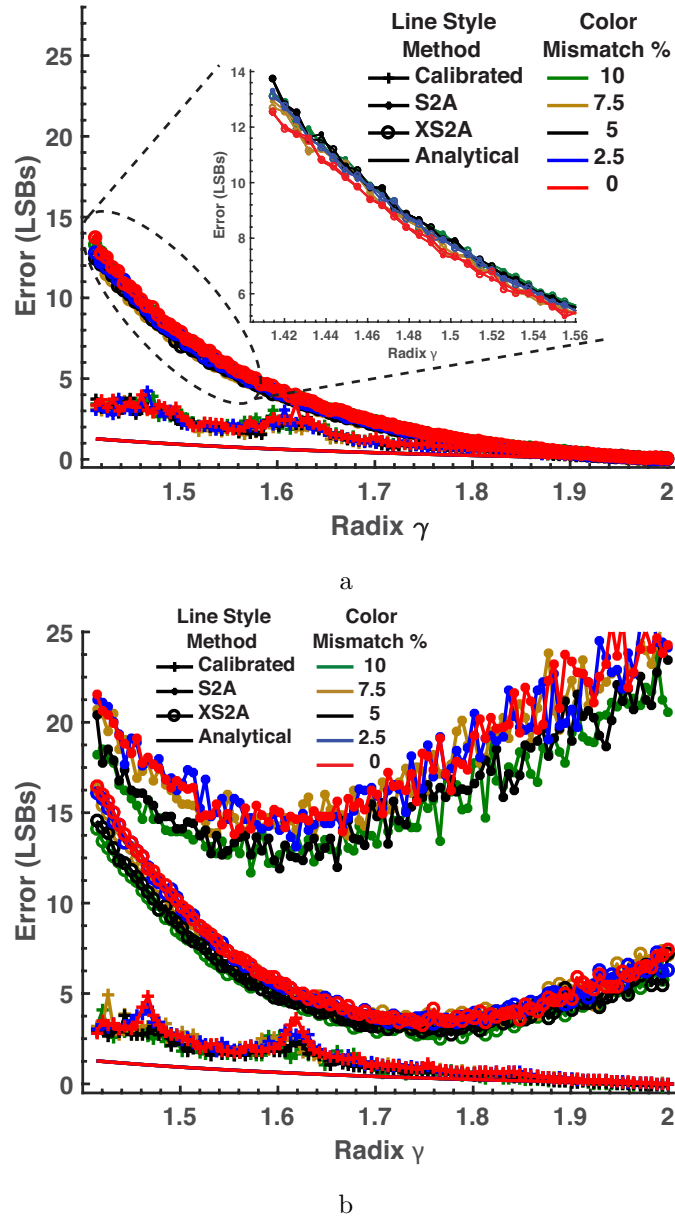 Line Style Color
Method Mismatch %
Calibrated 10
S2A 7.5
XS2A 5
Analytical 2.5
0
25
20
15
10
5
0
Error (LSBs)
14
12
10
8
6
Error (LSBs)
1.42 1.44 1.46 1.48 1.5 1.52 1.54 1.56
Radix γ
1.5 1.6 1.7 1.8 1.9 2
Radix γ
a
Line Style Color
Method Mismatch %
Calibrated 10
S2A 7.5
XS2A 5
Analytical 2.5
0
25
20
15
10
5
0
Error (LSBs)
1.5 1.6 1.7 1.8 1.9 2
Radix γ
b